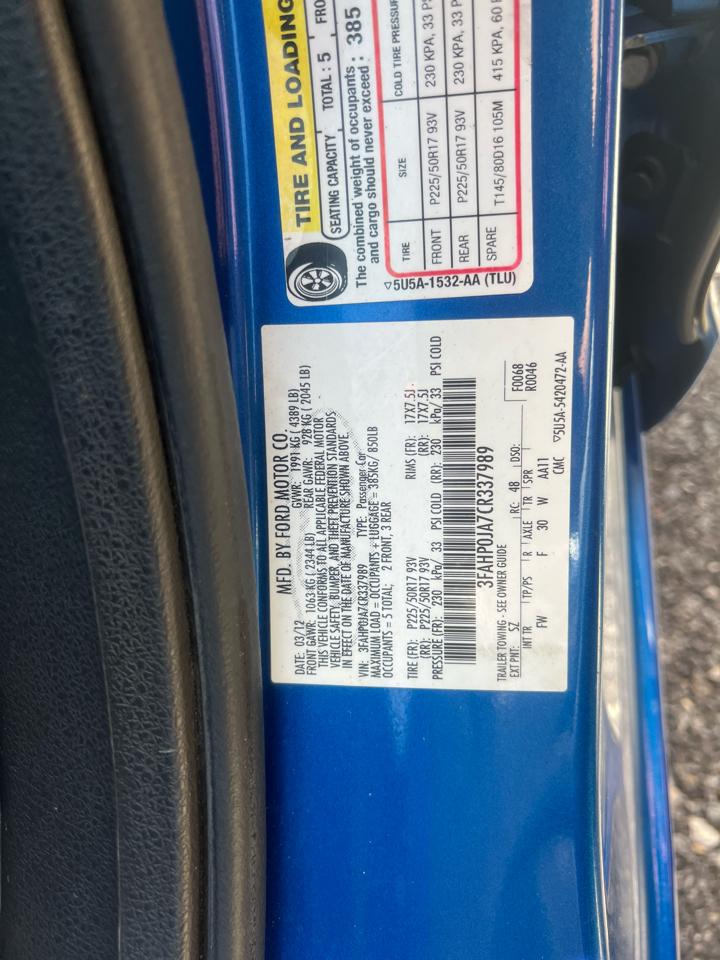 TIRE AND LOADING
SEATING CAPACITY TOTAL : 5 FRO
The combined weight of occupants : 385
and cargo should never exceed
TIRE SIZE COLD TIRE PRESSUR
FRONT P225/50R17 93V 230 KPA, 33 PS
REAR P225/50R17 93V 230 KPA, 33 P
SPARE T145/80D16 105M 415 KPA, 60 P
▽5U5A-1532-AA (TLU)
MFD. BY FORD MOTOR CO.
DATE: 03/12 GVWR: 1991 KG ( 4389 LB)
FRONT GAWR: 1063 KG ( 2344 LB) REAR GAWR: 928 KG ( 2045 LB)
THIS VEHICLE CONFORMS TO ALL APPLICABLE FEDERAL MOTOR
VEHICLE SAFETY, BUMPER, AND THEFT PREVENTION STANDARDS
IN EFFECT ON THE DATE OF MANUFACTURE SHOWN ABOVE.
VIN: 3FAHP0JA7CR337989 TYPE: Passenger Car
MAXIMUM LOAD = OCCUPANTS + LUGGAGE = 385KG/ 850LB
OCCUPANTS = 5 TOTAL; 2 FRONT, 3 REAR
TIRE (FR): P225/50R17 93V RIMS (FR): 17X7.5J
(RR): P225/50R17 93V (RR): 17X7.5J
PRESSURE (FR): 230 kPa/ 33 PSI COLD (RR): 230 kPa/ 33 PSI COLD
3FAHP0JA7CR337989
TRAILER TOWING - SEE OWNER GUIDE F0068
EXT PNT: SZ RC: 48 DSO: R0046
INT TR TP/PS R AXLE TR SPR
FW F 30 W AA11
CMC ▽5U5A-5420472-AA